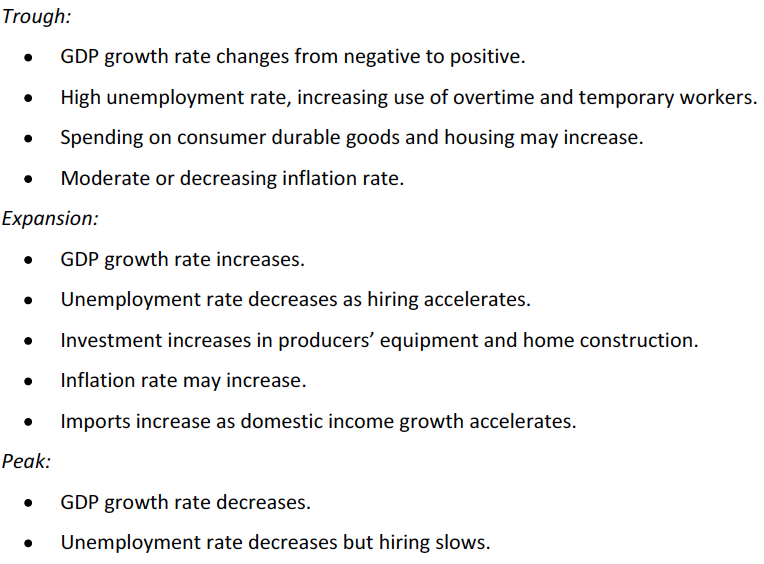 Trough:
• GDP growth rate changes from negative to positive.
• High unemployment rate, increasing use of overtime and temporary workers.
• Spending on consumer durable goods and housing may increase.
• Moderate or decreasing inflation rate.
Expansion:
• GDP growth rate increases.
• Unemployment rate decreases as hiring accelerates.
• Investment increases in producers’ equipment and home construction.
• Inflation rate may increase.
• Imports increase as domestic income growth accelerates.
Peak:
• GDP growth rate decreases.
• Unemployment rate decreases but hiring slows.